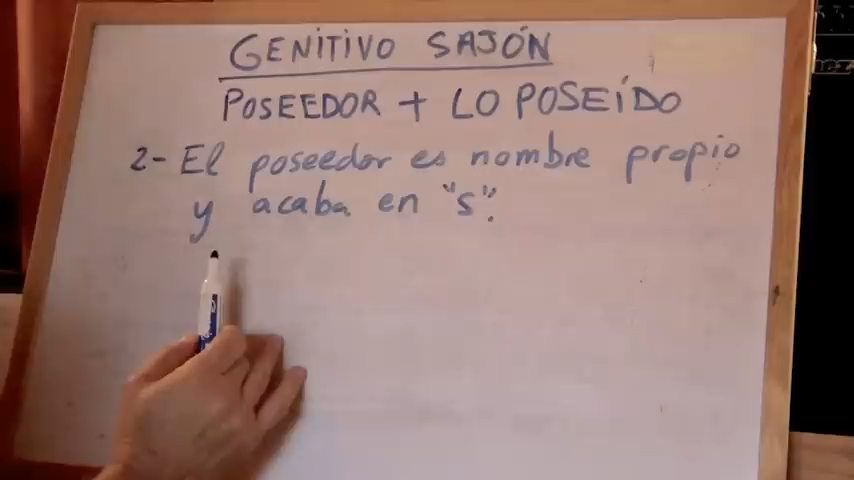 GENITIVO SAJÓN
POSEEDOR + LO POSEÍDO
2- El poseedor es nombre propio
y acaba en "s".